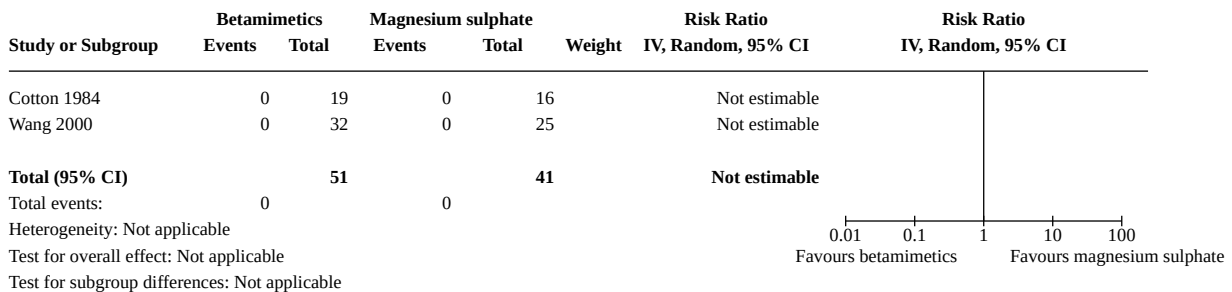 Betamimetics Magnesium sulphate Risk Ratio Risk Ratio
Study or Subgroup Events Total Events Total Weight IV, Random, 95% CI IV, Random, 95% CI
Cotton 1984 0 19 0 16 Not estimable
Wang 2000 0 32 0 25 Not estimable
Total (95% CI) 51 41 Not estimable
Total events: 0 0
Heterogeneity: Not applicable
0.01 0.1 1 10 100
Test for overall effect: Not applicable Favours betamimetics Favours magnesium sulphate
Test for subgroup differences: Not applicable